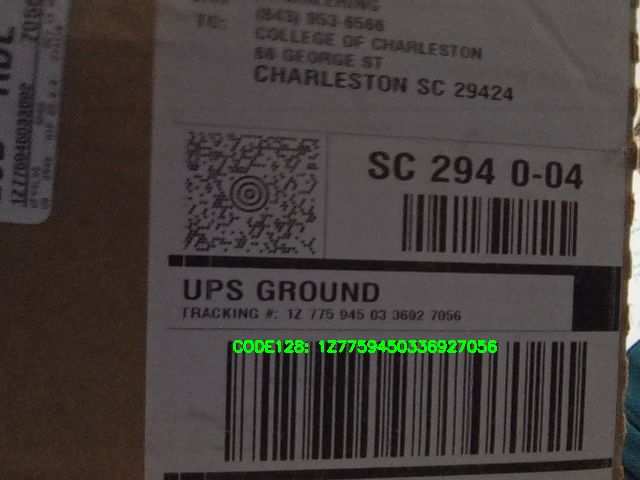 (843) 953-6566
TO: COLLEGE OF CHARLESTON
66 GEORGE ST
CHARLESTON SC 29424
SC 294 0-04
UPS GROUND
TRACKING #: 1Z 775 945 03 3692 7056
CODE128: 1Z7759450336927056